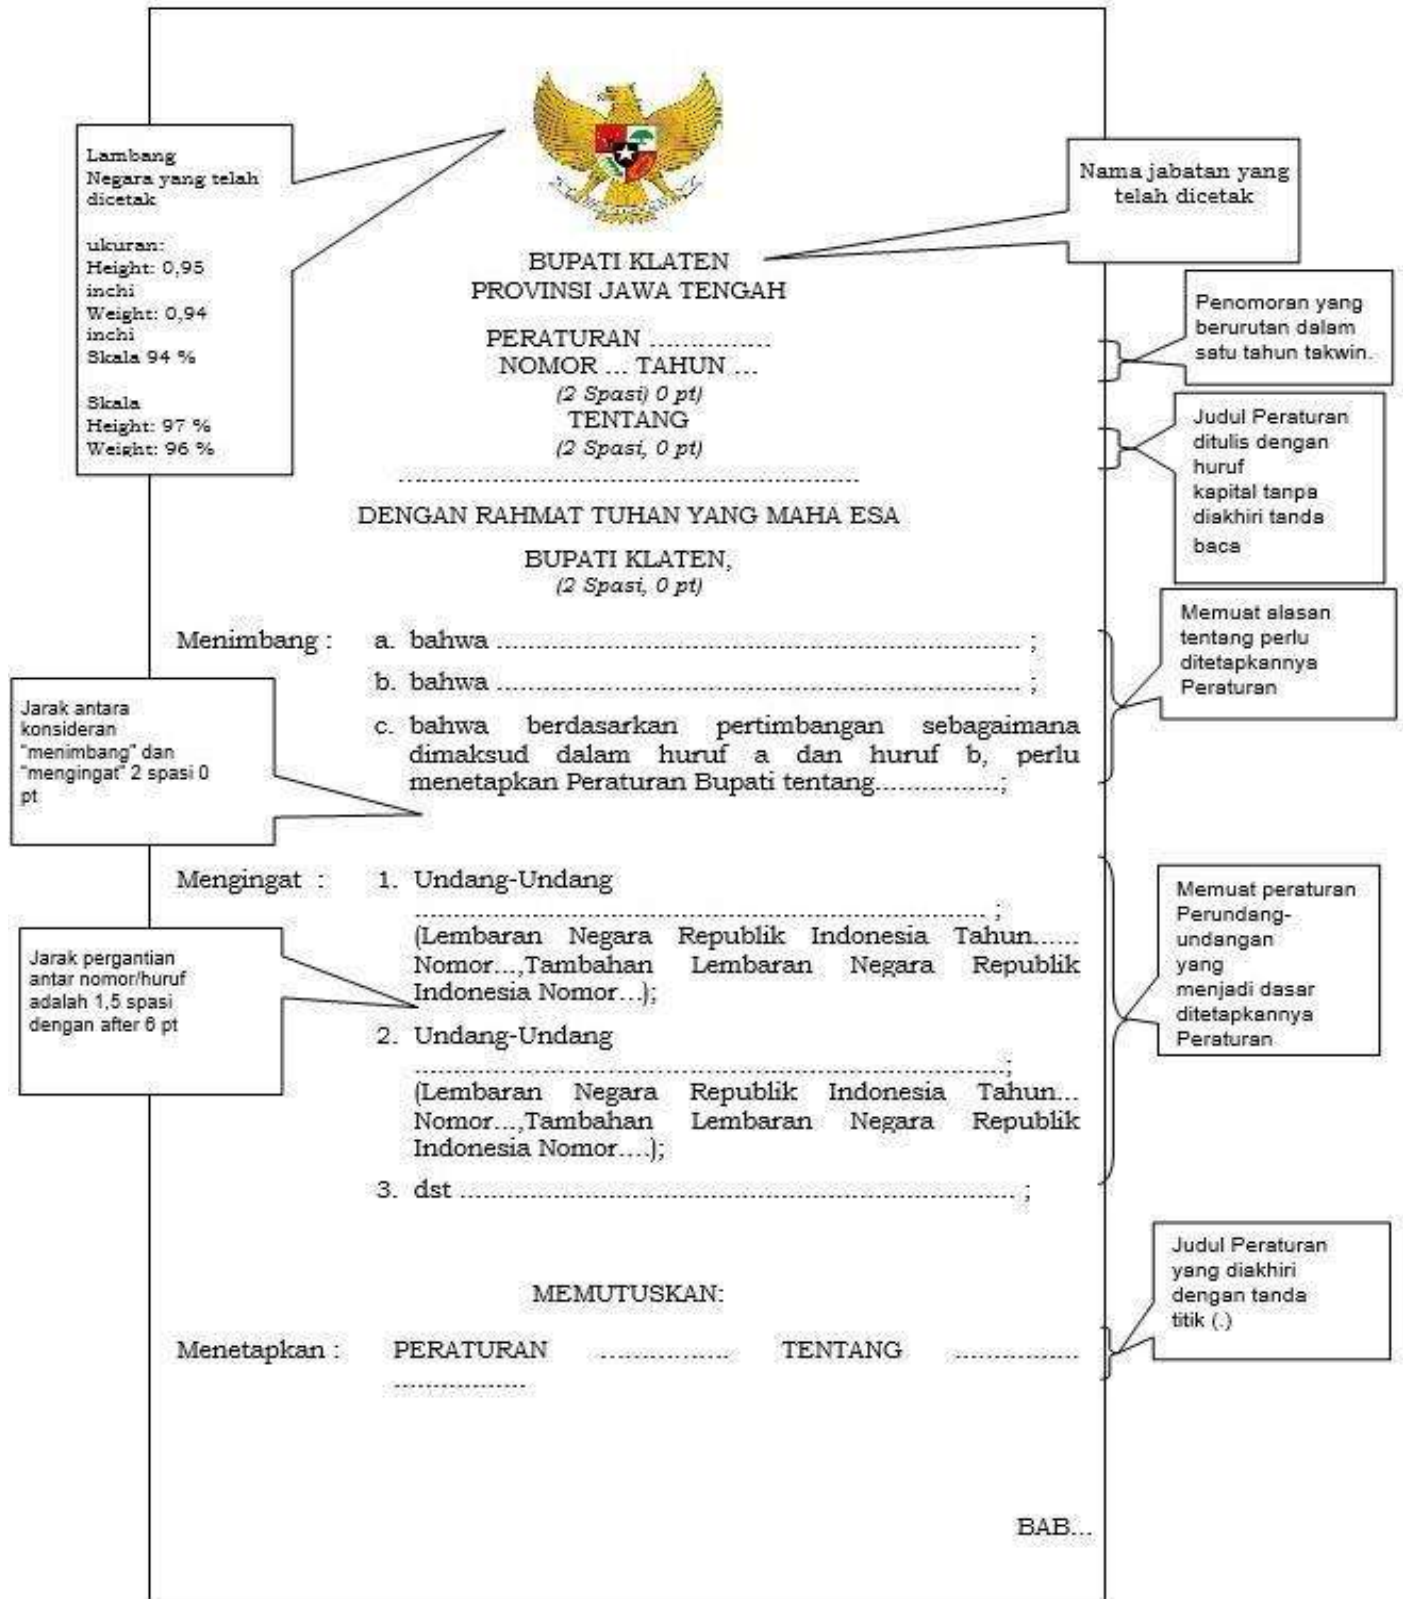 Lambang
Negara yang telah
dicetak
ukuran:
Height: 0,95
inchi
Weight: 0,94
inchi
Skala 94 %
Skala
Height: 97 %
Weight: 96 %
Nama jabatan yang
telah dicetak
BUPATI KLATEN
PROVINSI JAWA TENGAH
PERATURAN ...............
NOMOR ... TAHUN ...
(2 Spasi) 0 pt)
TENTANG
(2 Spasi, 0 pt)
..........................................................
Penomoran yang
berurutan dalam
satu tahun takwin.
Judul Peraturan
ditulis dengan
huruf
kapital tanpa
diakhiri tanda
baca
DENGAN RAHMAT TUHAN YANG MAHA ESA
BUPATI KLATEN,
(2 Spasi, 0 pt)
Menimbang : a. bahwa .................................................................. ;
b. bahwa .................................................................. ;
c. bahwa berdasarkan pertimbangan sebagaimana
dimaksud dalam huruf a dan huruf b, perlu
menetapkan Peraturan Bupati tentang................;
Memuat alasan
tentang perlu
ditetapkannya
Peraturan
Jarak antara
konsideran
"menimbang" dan
"mengingat" 2 spasi 0
pt
Mengingat : 1. Undang-Undang
........................................................................ ;
(Lembaran Negara Republik Indonesia Tahun......
Nomor...,Tambahan Lembaran Negara Republik
Indonesia Nomor...);
2. Undang-Undang
..........................................................................;
(Lembaran Negara Republik Indonesia Tahun...
Nomor...,Tambahan Lembaran Negara Republik
Indonesia Nomor....);
3. dst ...................................................................... ;
Jarak pergantian
antar nomor/huruf
adalah 1,5 spasi
dengan after 6 pt
Memuat peraturan
Perundang-
undangan
yang
menjadi dasar
ditetapkannya
Peraturan
MEMUTUSKAN:
Menetapkan : PERATURAN ................ TENTANG ...............
................
Judul Peraturan
yang diakhiri
dengan tanda
titik (.)
BAB...